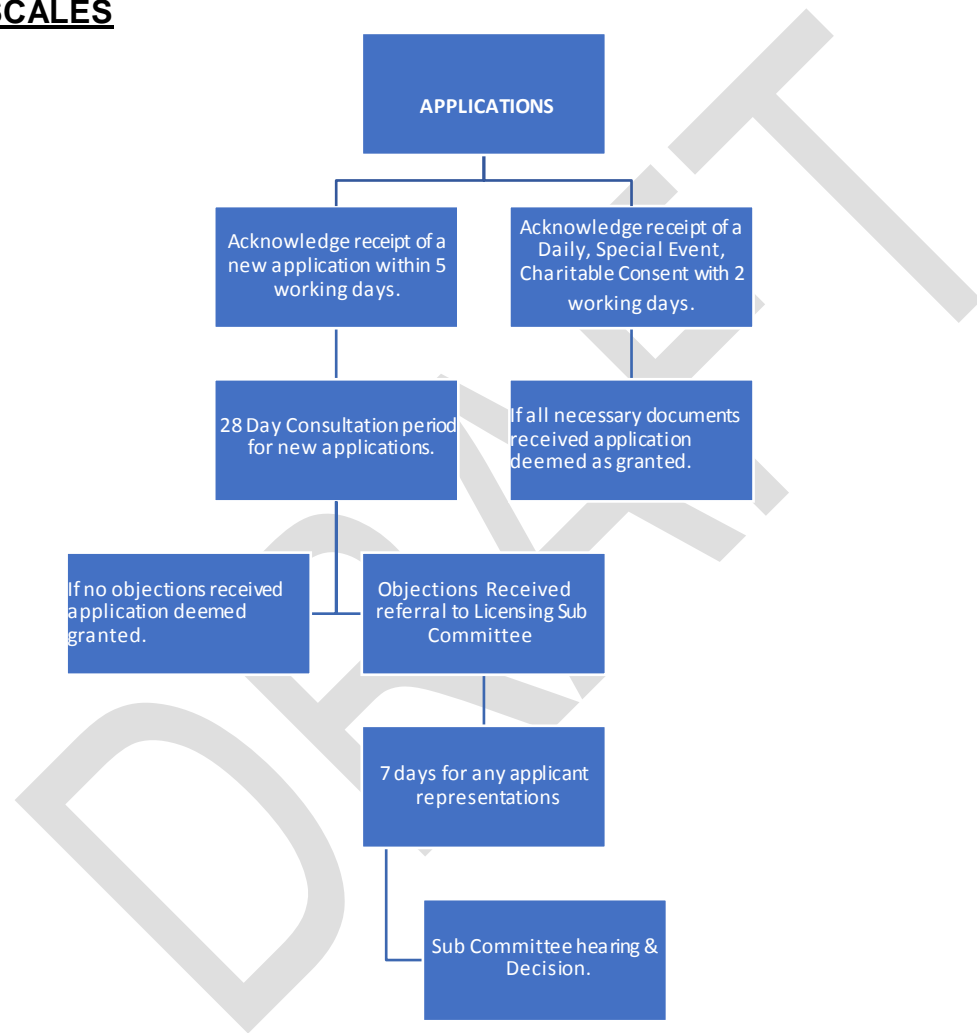 SCALES
APPLICATIONS
Acknowledge receipt of a
new application within 5
working days.
Acknowledge receipt of a
Daily, Special Event,
Charitable Consent with 2
working days.
28 Day Consultation period
for new applications.
If all necessary documents
received application
deemed as granted.
If no objections received
application deemed
granted.
Objections Received
referral to Licensing Sub
Committee
7 days for any applicant
representations
Sub Committee hearing &
Decision.
DRAFT